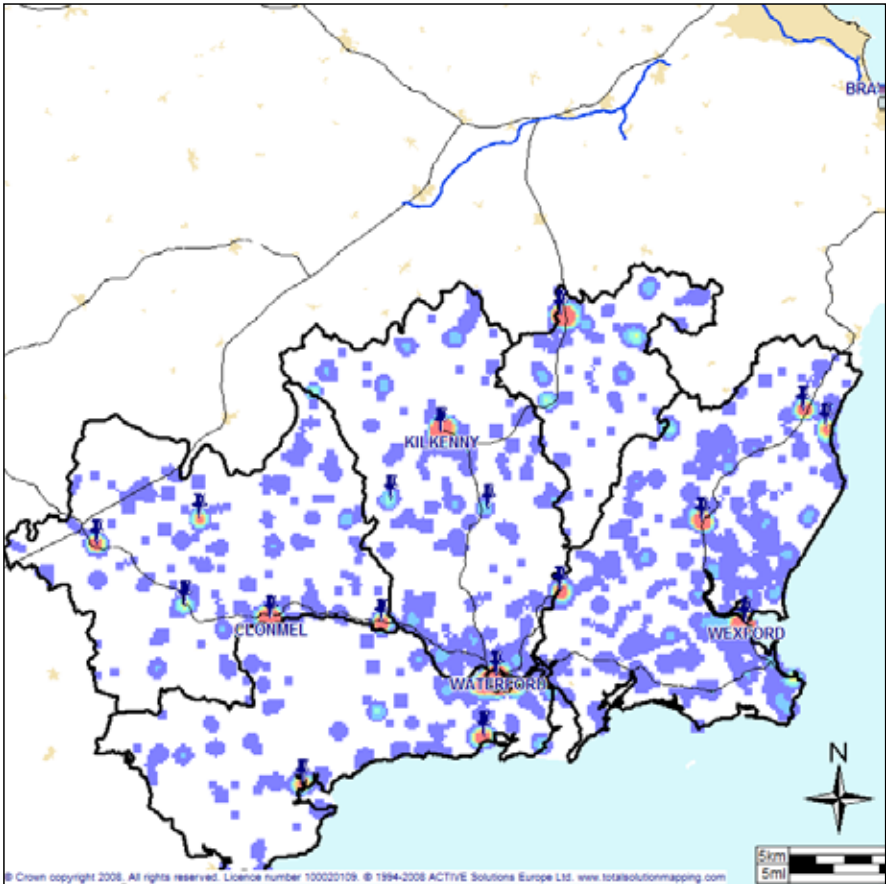 BRAY
KILKENNY
CLONMEL
WEXFORD
WATERFORD
N
5km
5mi
© Crown copyright 2008, All rights reserved. Licence number 100020109. © 1994-2008 ACTIVE Solutions Europe Ltd. www.totalsolutionmapping.com